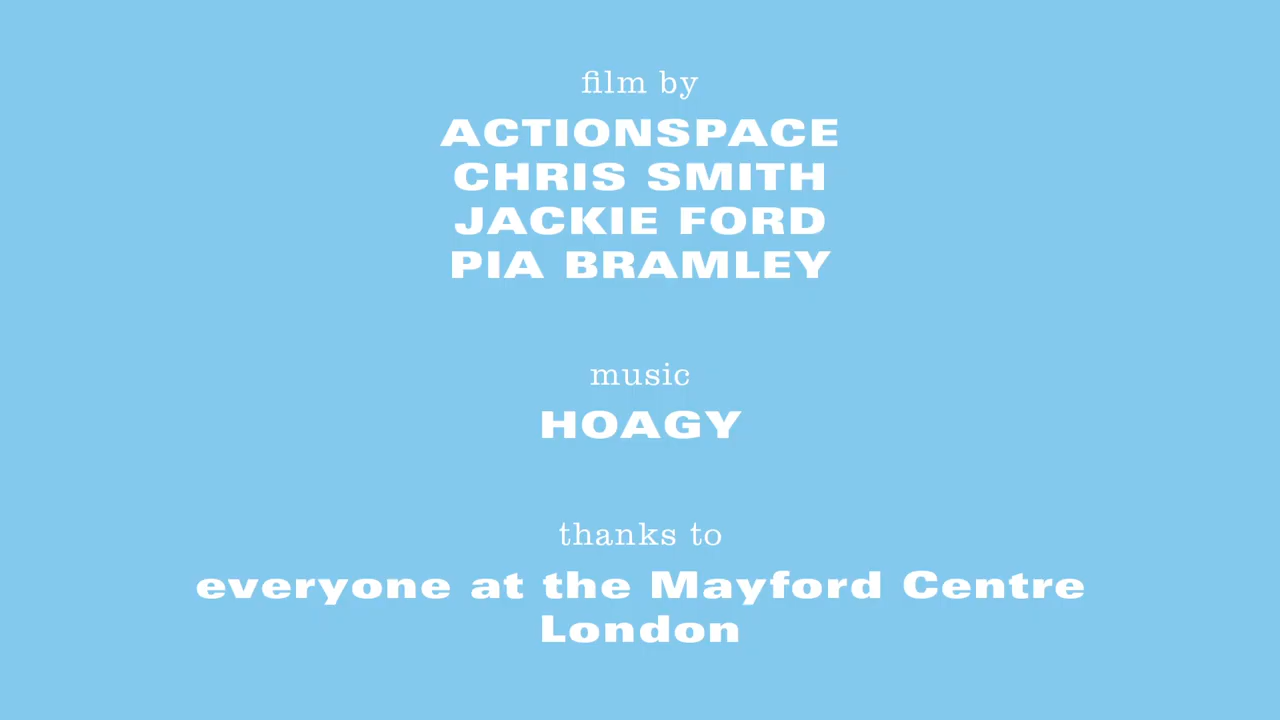 film by
ACTIONSPACE
CHRIS SMITH
JACKIE FORD
PIA BRAMLEY
music
HOAGY
thanks to
everyone at the Mayford Centre
London